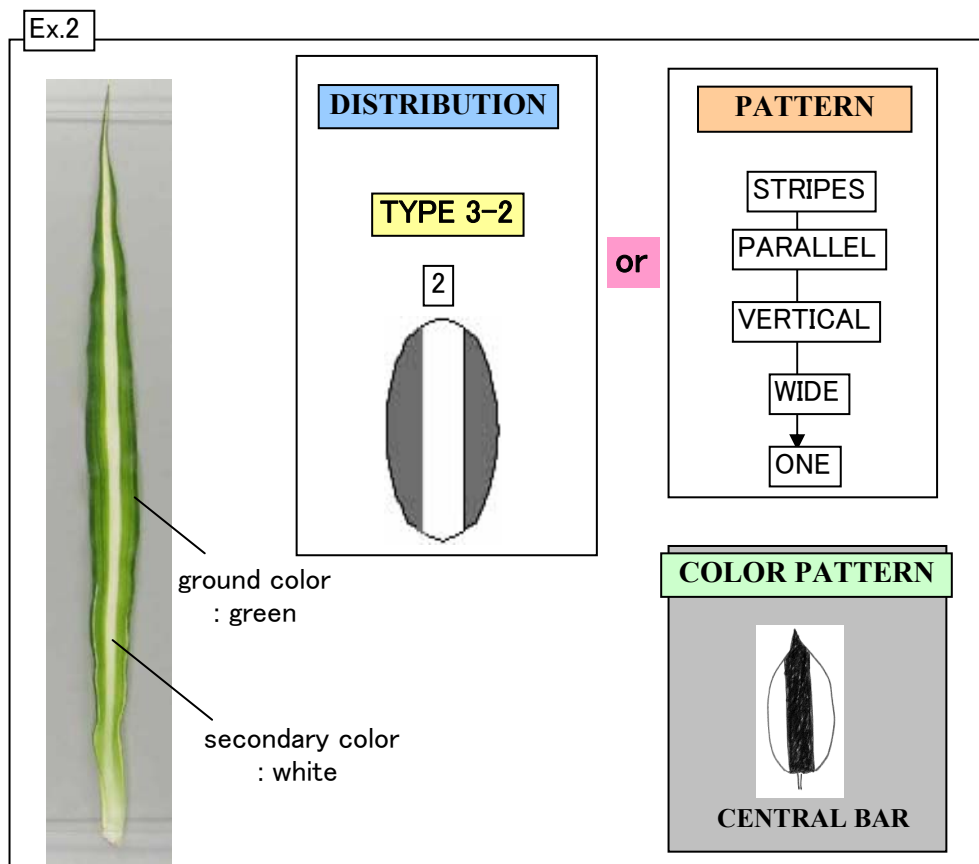 Ex.2
DISTRIBUTION
TYPE 3-2
2
or
PATTERN
STRIPES
PARALLEL
VERTICAL
WIDE
ONE
ground color
: green
secondary color
: white
COLOR PATTERN
CENTRAL BAR